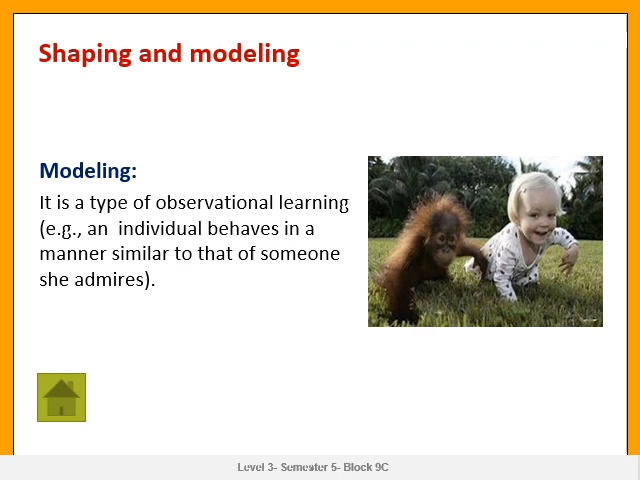 Shaping and modeling
Modeling:
It is a type of observational learning
(e.g., an  individual behaves in a
manner similar to that of someone
she admires).
Level 3- Semester 5- Block 9C